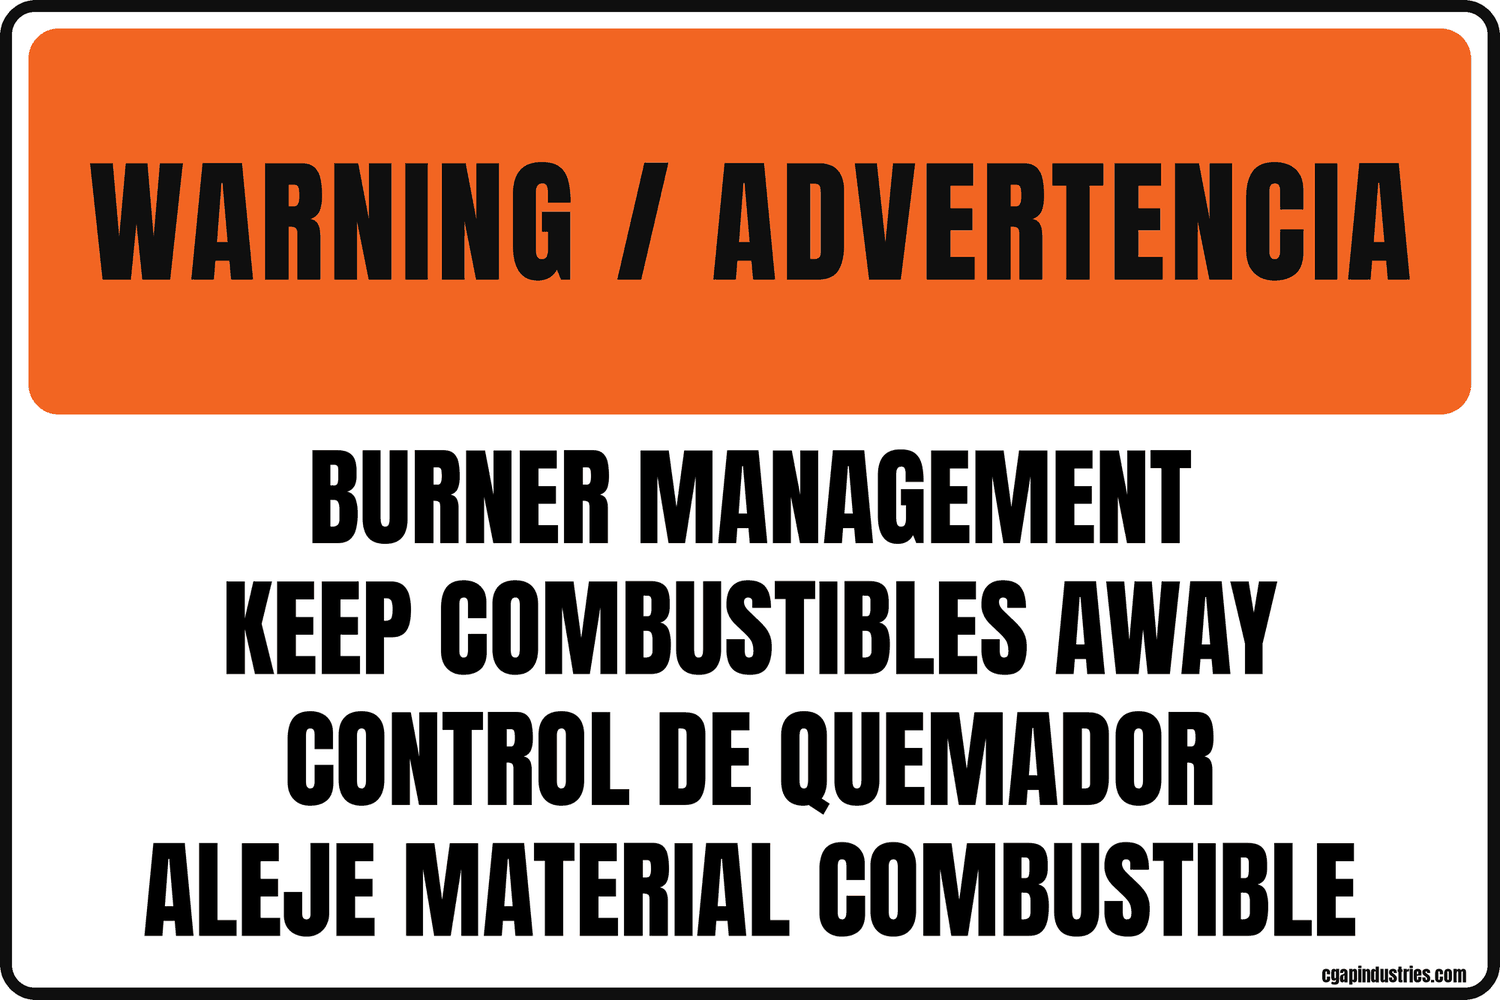 WARNING / ADVERTENCIA
BURNER MANAGEMENT
KEEP COMBUSTIBLES AWAY
CONTROL DE QUEMADOR
ALEJE MATERIAL COMBUSTIBLE
cgapindustries.com